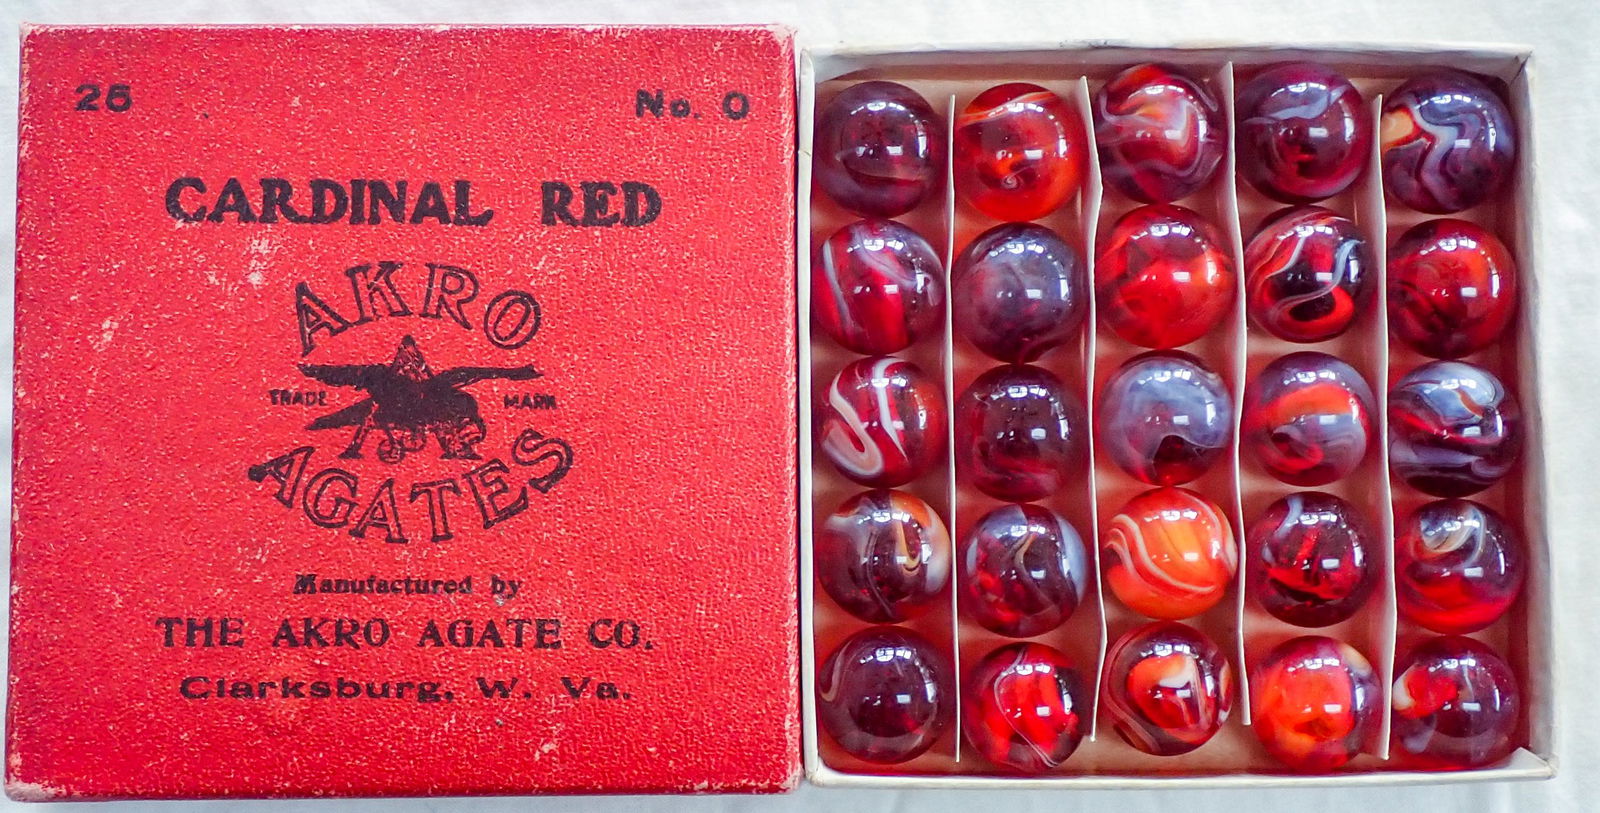 25 No. 0
CARDINAL RED
AKRO
TRADE MARK
AGATES
Manufactured by
THE AKRO AGATE CO.
Clarksburg, W. Va.